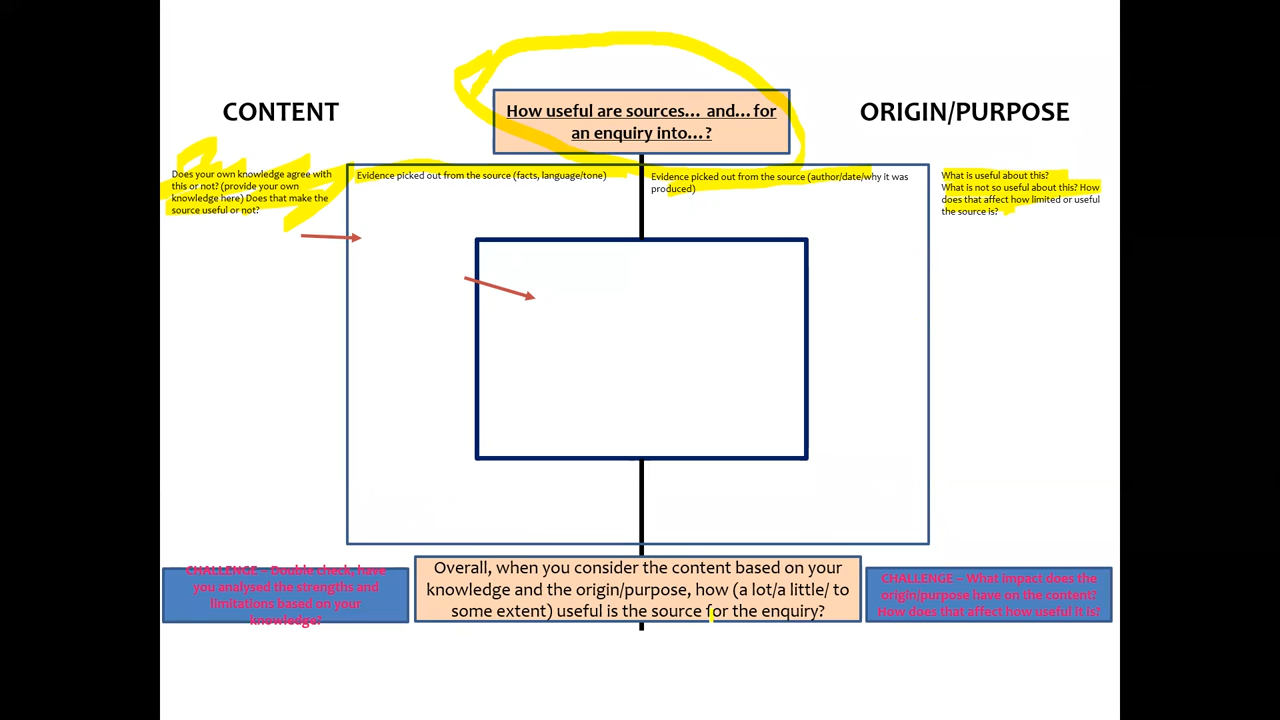 CONTENT
How useful are sources... and... for
an enquiry into...?
ORIGIN/PURPOSE
Does your own knowledge agree with
this or not? (provide your own
knowledge here) Does that make the
source useful or not?
Evidence picked out from the source (facts, language/tone)
Evidence picked out from the source (author/date/why it was
produced)
What is useful about this?
What is not so useful about this? How
does that affect how limited or useful
the source is?
CHALLENGE – Double check, have
you analysed the strengths and
limitations based on your
knowledge?
Overall, when you consider the content based on your
knowledge and the origin/purpose, how (a lot/a little/ to
some extent) useful is the source for the enquiry?
CHALLENGE – What impact does the
origin/purpose have on the content?
How does that affect how useful it is?